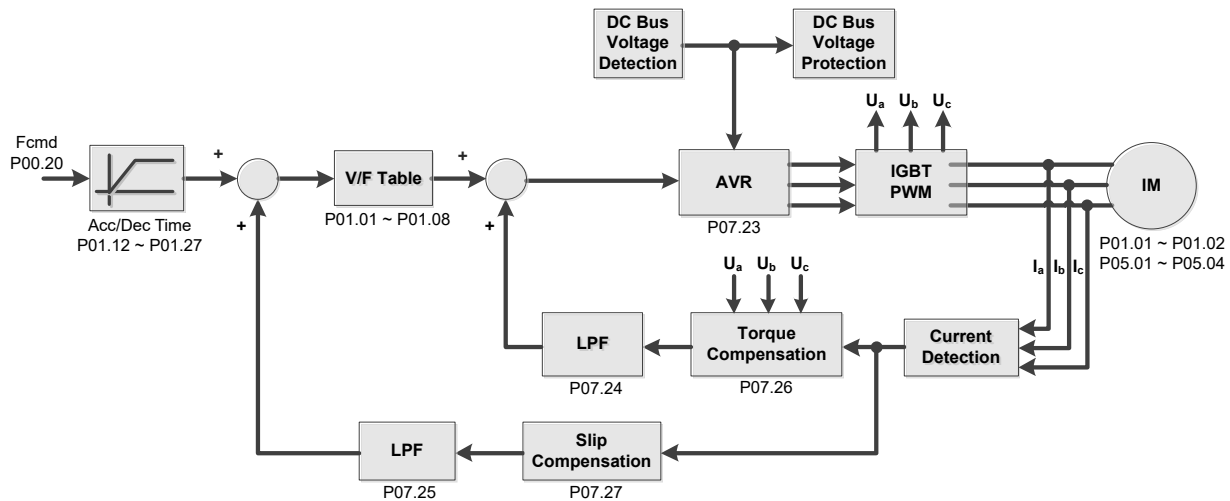 DC Bus
Voltage
Detection
DC Bus
Voltage
Protection
Ua
Ub
Uc
Fcmd
P00.20
+
+
V/F Table
+
+
AVR
IGBT
PWM
IM
Acc/Dec Time
P01.12 ~ P01.27
P01.01 ~ P01.08
P07.23
P01.01 ~ P01.02
P05.01 ~ P05.04
Ua
Ub
Uc
Ia
Ib
Ic
LPF
Torque
Compensation
Current
Detection
P07.24
P07.26
LPF
Slip
Compensation
P07.25
P07.27